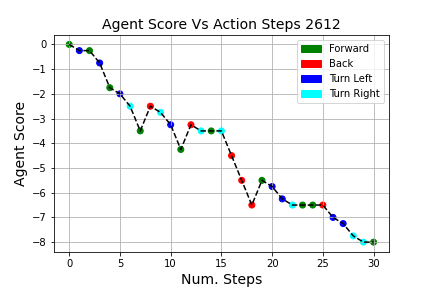 Agent Score Vs Action Steps 2612
Forward
Back
Turn Left
Turn Right
Agent Score
0
−1
−2
−3
−4
−5
−6
−7
−8
0 5 10 15 20 25 30
Num. Steps